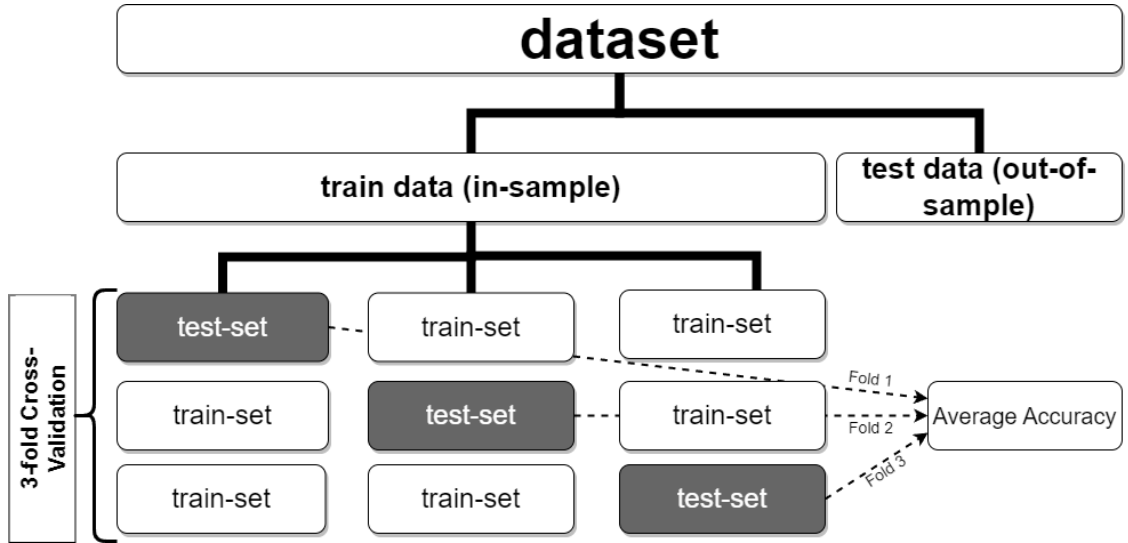 dataset
train data (in-sample)
test data (out-of-
sample)
3-fold Cross-
Validation
test-set
train-set
train-set
Fold 1
train-set
test-set
train-set
Fold 2
Average Accuracy
train-set
train-set
test-set
Fold 3